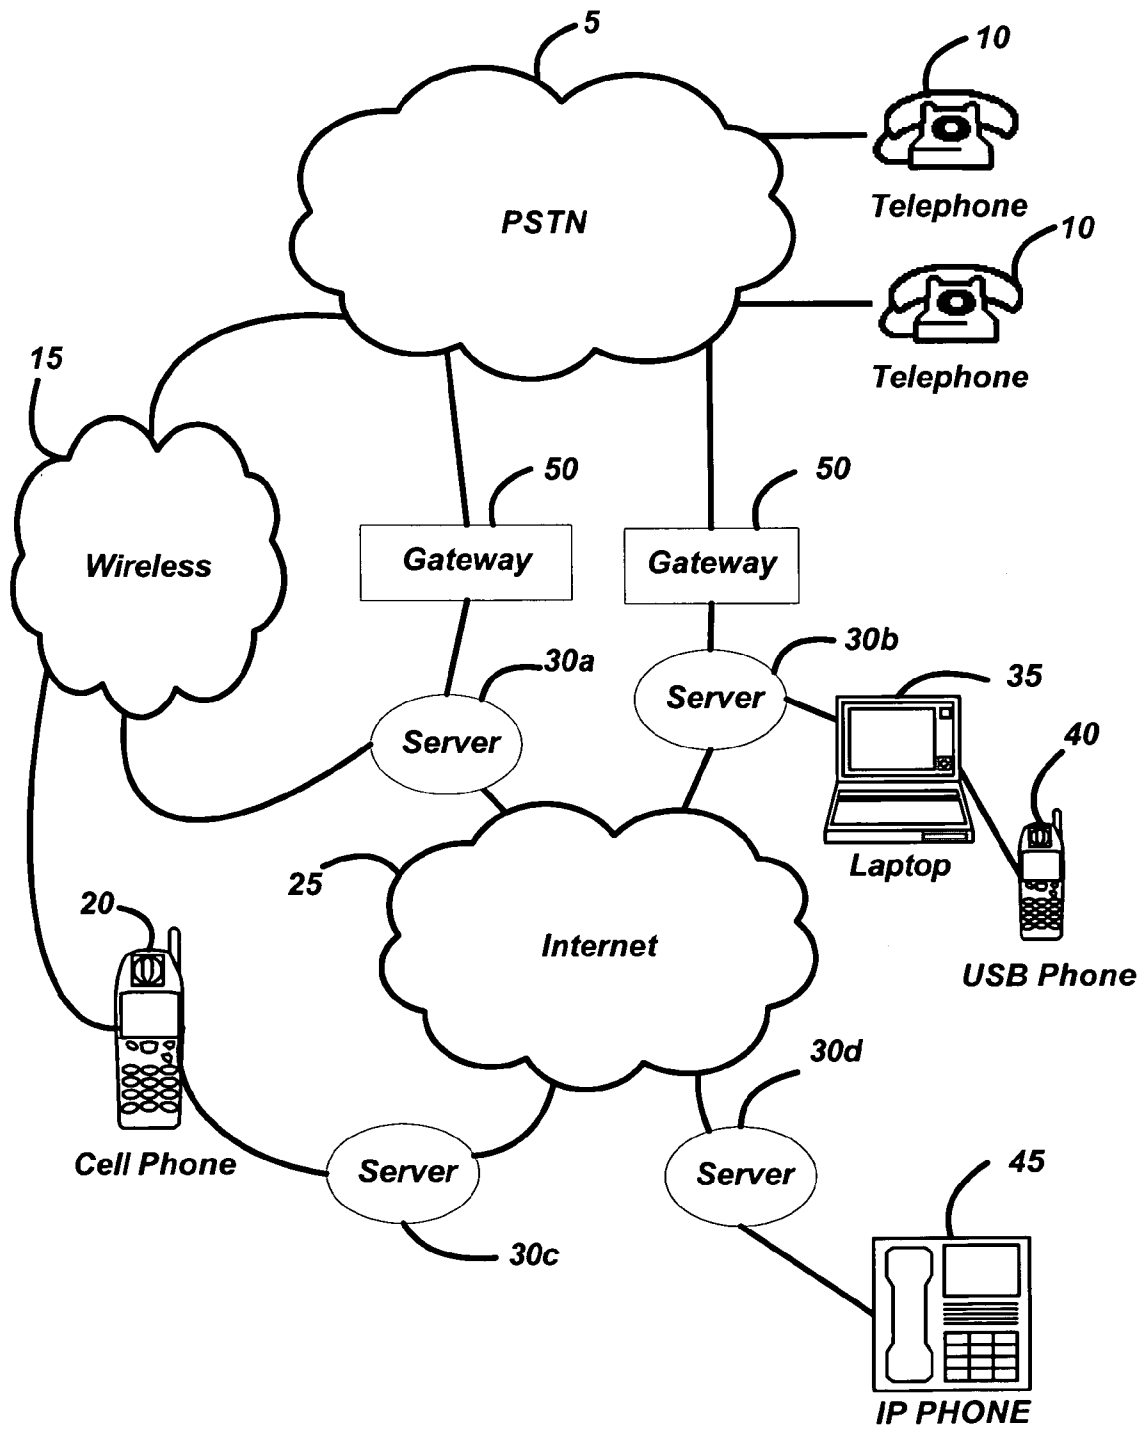 5
10
Telephone
PSTN
10
Telephone
15
50
50
Wireless
Gateway
Gateway
30a
30b
Server
35
Server
40
Laptop
25
20
Internet
USB Phone
30d
Cell Phone
Server
Server
45
30c
IP PHONE